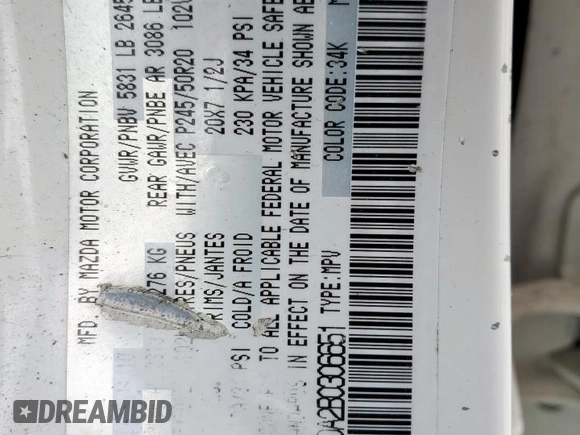 MFD. BY MAZDA MOTOR CORPORATION
GVWR/PNBV 5831 LB 2645
276 KG REAR GAWR/PNBE AR 3086 LB
RES/PNEUS WITH/AVEC P245/50R20 102V
RIMS/JANTES 20X7 1/2J
PSI COLD/A FROID 230 KPA/34 PSI
TO ALL APPLICABLE FEDERAL MOTOR VEHICLE SAFE
IN EFFECT ON THE DATE OF MANUFACTURE SHOWN AB
DA2B0306651 TYPE:MPV COLOR CODE:34K
DEALERS AUCTION